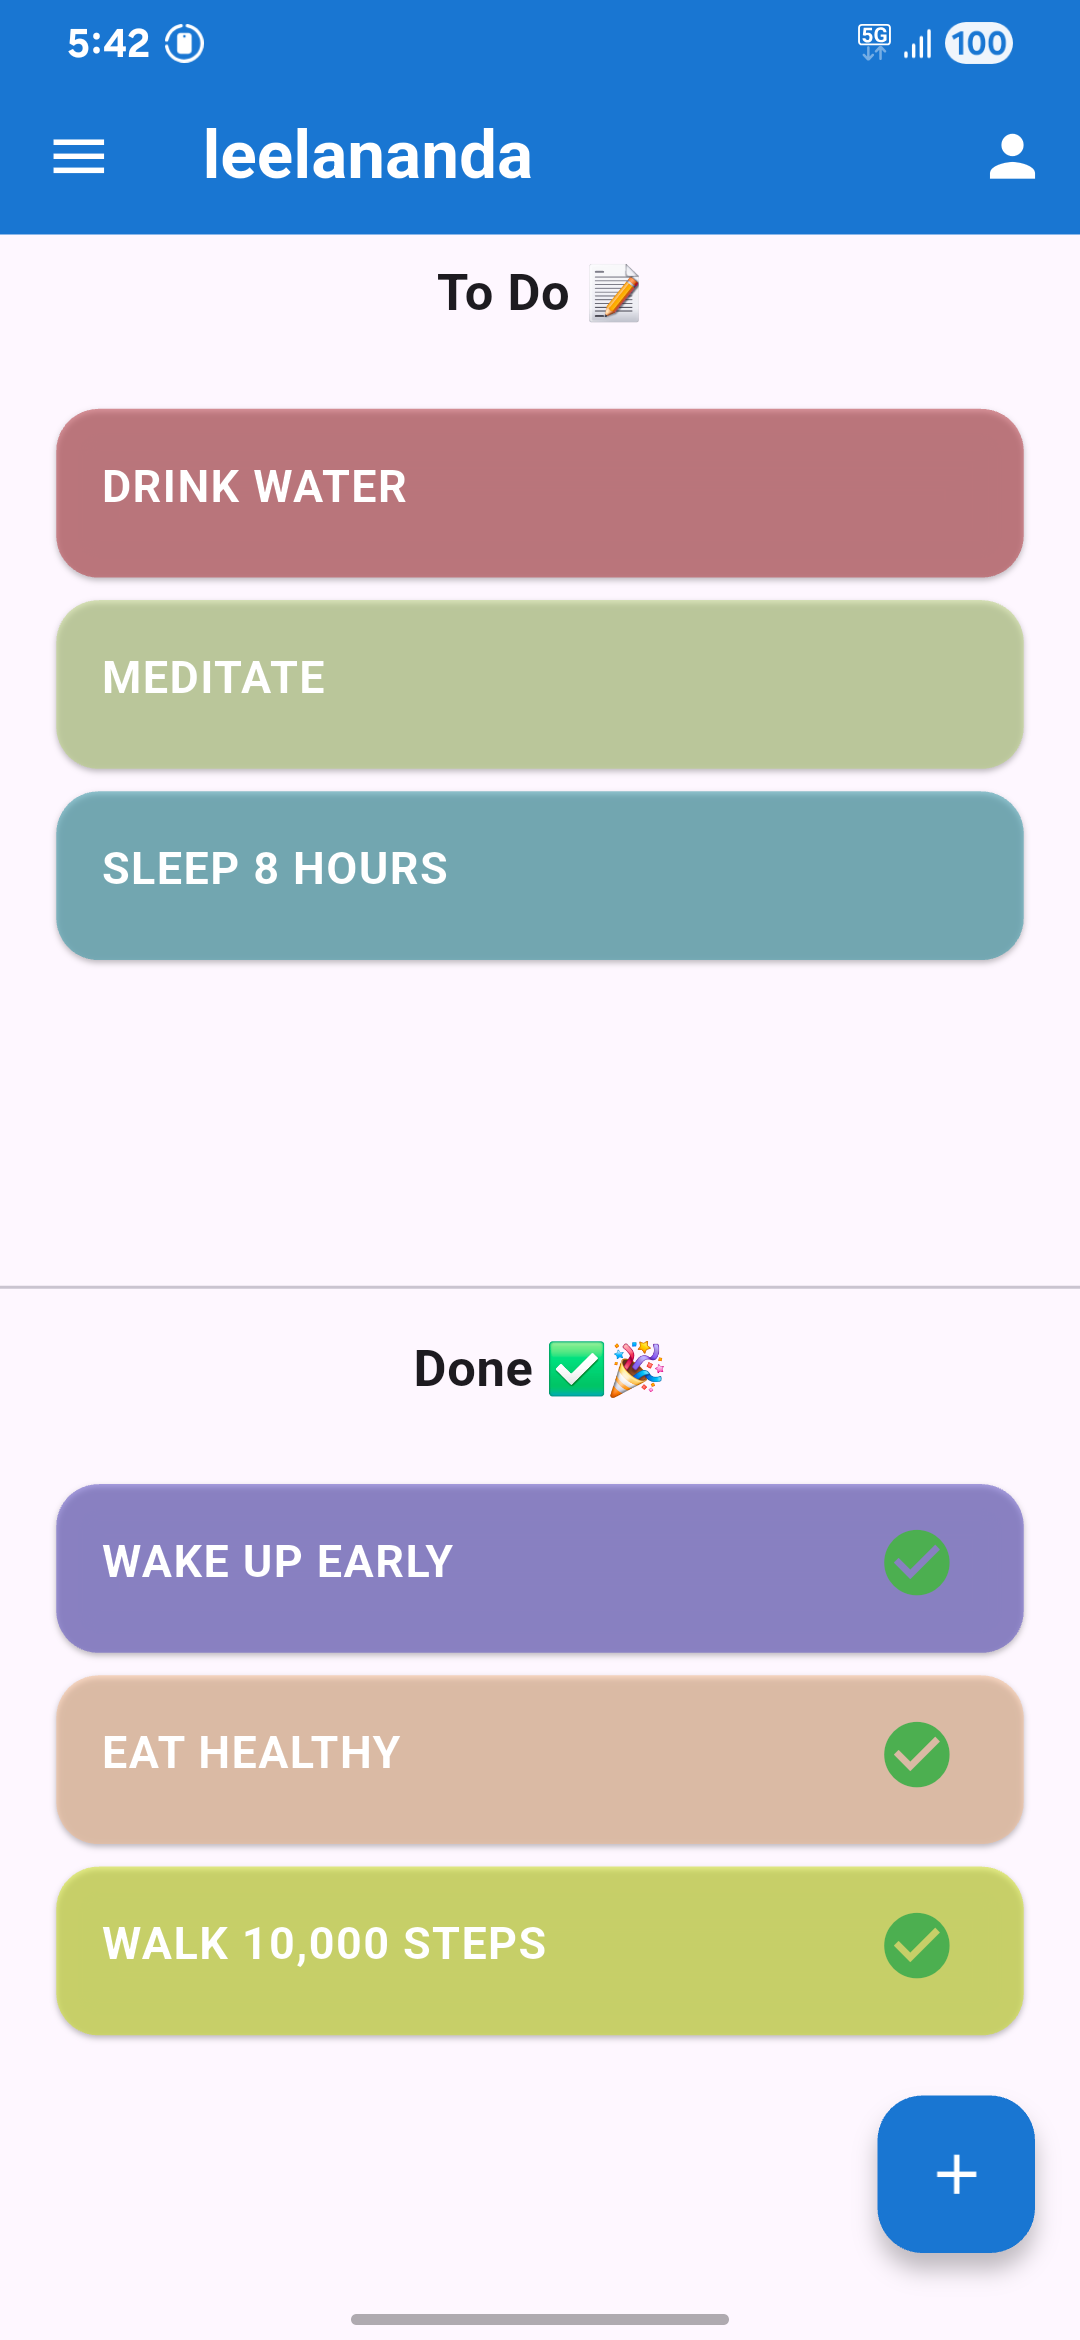 5:42
5G
100
leelananda
To Do 📝
DRINK WATER
MEDITATE
SLEEP 8 HOURS
Done ✅🎉
WAKE UP EARLY
EAT HEALTHY
WALK 10,000 STEPS